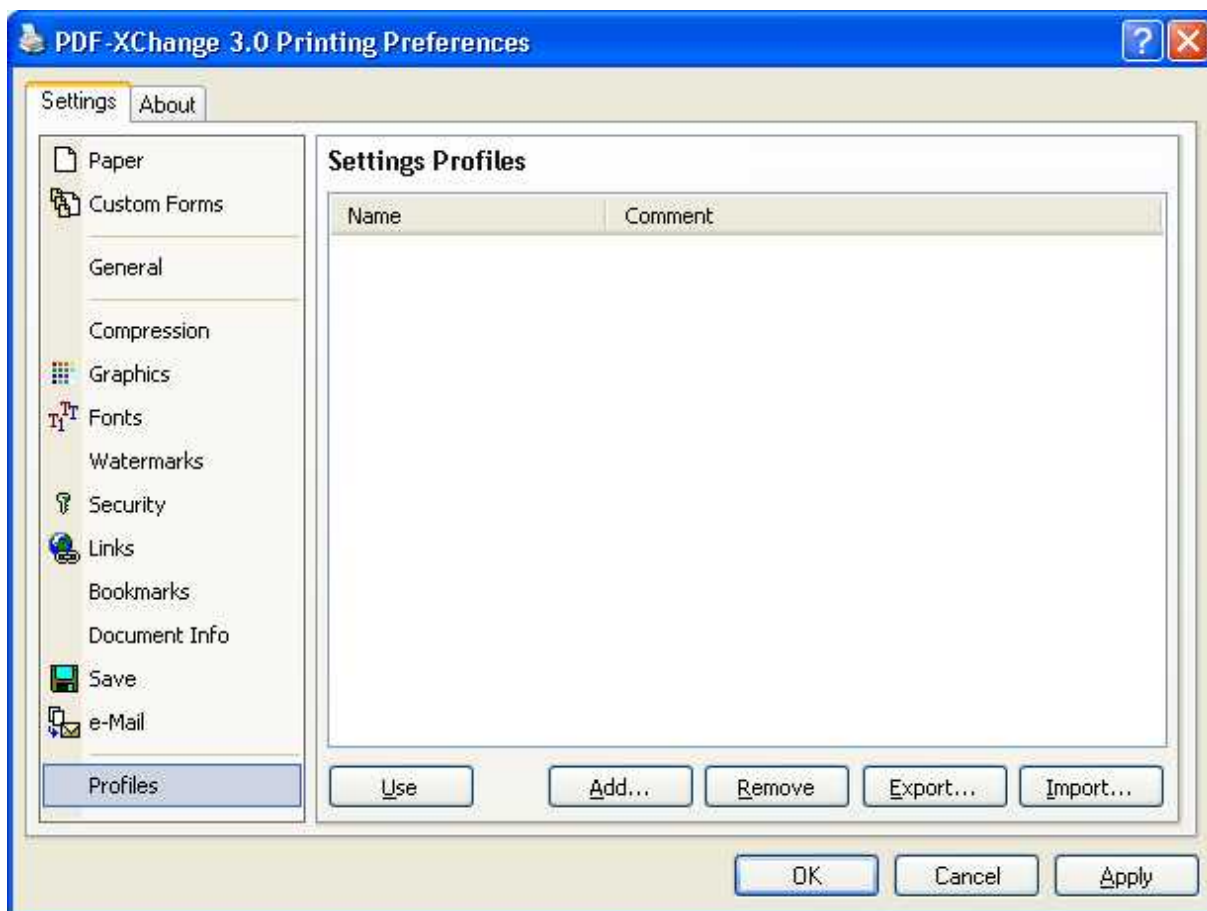 PDF-XChange 3.0 Printing Preferences
Settings
About
Paper
Custom Forms
General
Compression
Graphics
Fonts
Watermarks
Security
Links
Bookmarks
Document Info
Save
e-Mail
Profiles
Settings Profiles
Name Comment
Use Add... Remove Export... Import...
OK Cancel Apply